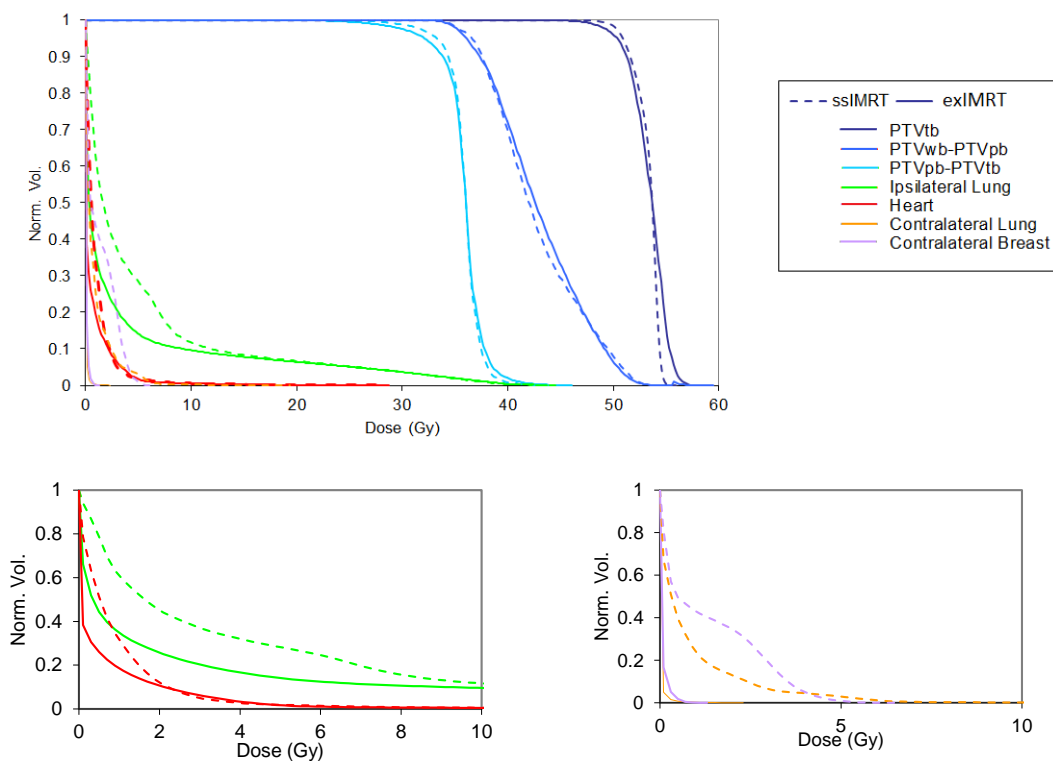 1
0.9
0.8
0.7
0.6
0.5
0.4
0.3
0.2
0.1
0
Norm. Vol.
0 10 20 30 40 50 60
Dose (Gy)
ssIMRT exIMRT
PTVtb
PTVwb-PTVpb
PTVpb-PTVtb
Ipsilateral Lung
Heart
Contralateral Lung
Contralateral Breast
1
0.8
0.6
0.4
0.2
0
Norm. Vol.
0 2 4 6 8 10
Dose (Gy)
1
0.8
0.6
0.4
0.2
0
Norm. Vol.
0 5 10
Dose (Gy)